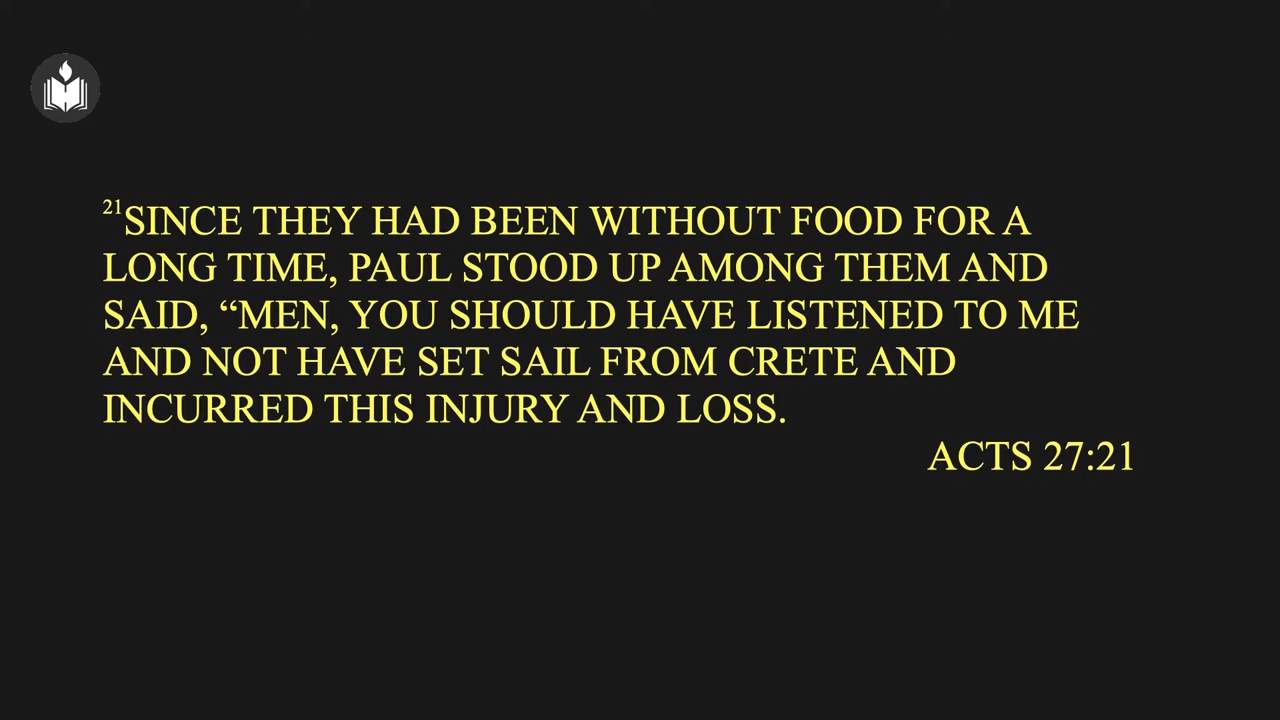 21SINCE THEY HAD BEEN WITHOUT FOOD FOR A
LONG TIME, PAUL STOOD UP AMONG THEM AND
SAID, “MEN, YOU SHOULD HAVE LISTENED TO ME
AND NOT HAVE SET SAIL FROM CRETE AND
INCURRED THIS INJURY AND LOSS.
ACTS 27:21